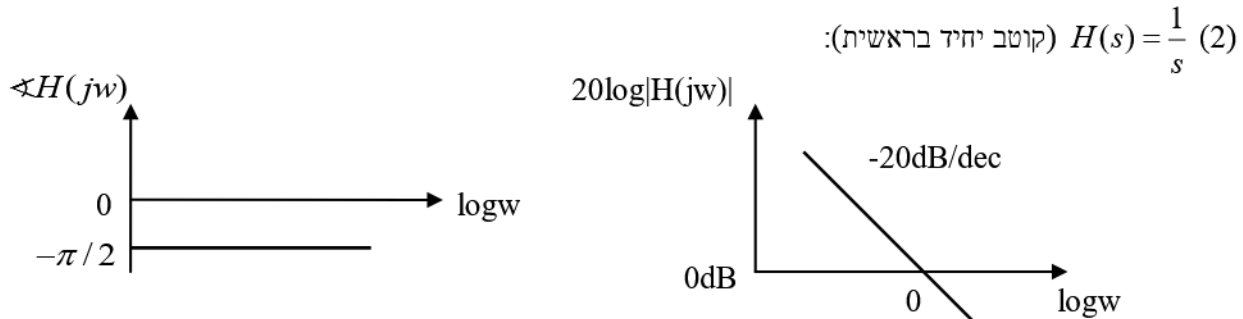 (2) H(s) = 1/s (קוטב יחיד בראשית):
20log|H(jw)|
-20dB/dec
0dB
0
logw
∢H(jw)
0
logw
−π/2